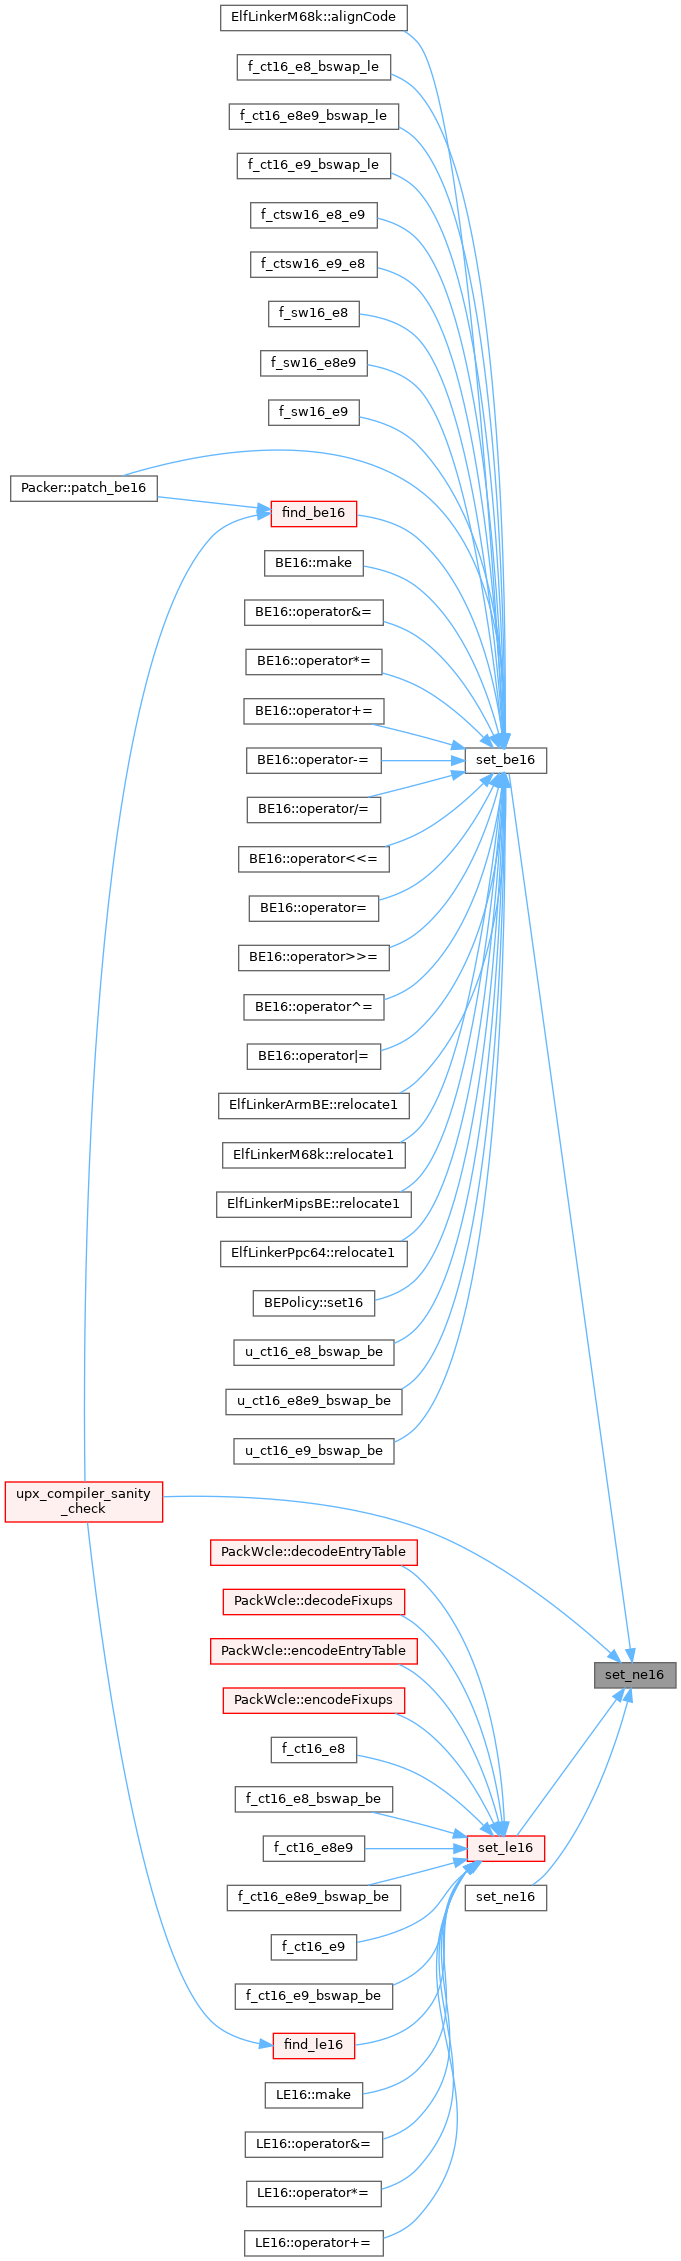 ElfLinkerM68k::alignCode
f_ct16_e8_bswap_le
f_ct16_e8e9_bswap_le
f_ct16_e9_bswap_le
f_ctsw16_e8_e9
f_ctsw16_e9_e8
f_sw16_e8
f_sw16_e8e9
f_sw16_e9
Packer::patch_be16
find_be16
BE16::make
BE16::operator&=
BE16::operator*=
BE16::operator+=
set_be16
BE16::operator-=
BE16::operator/=
BE16::operator<<=
BE16::operator=
BE16::operator>>=
BE16::operator^=
BE16::operator|=
ElfLinkerArmBE::relocate1
ElfLinkerM68k::relocate1
ElfLinkerMipsBE::relocate1
ElfLinkerPpc64::relocate1
BEPolicy::set16
u_ct16_e8_bswap_be
u_ct16_e8e9_bswap_be
u_ct16_e9_bswap_be
upx_compiler_sanity
_check
PackWcle::decodeEntryTable
PackWcle::decodeFixups
PackWcle::encodeEntryTable
set_ne16
PackWcle::encodeFixups
f_ct16_e8
f_ct16_e8_bswap_be
f_ct16_e8e9
set_le16
f_ct16_e8e9_bswap_be
set_ne16
f_ct16_e9
f_ct16_e9_bswap_be
find_le16
LE16::make
LE16::operator&=
LE16::operator*=
LE16::operator+=